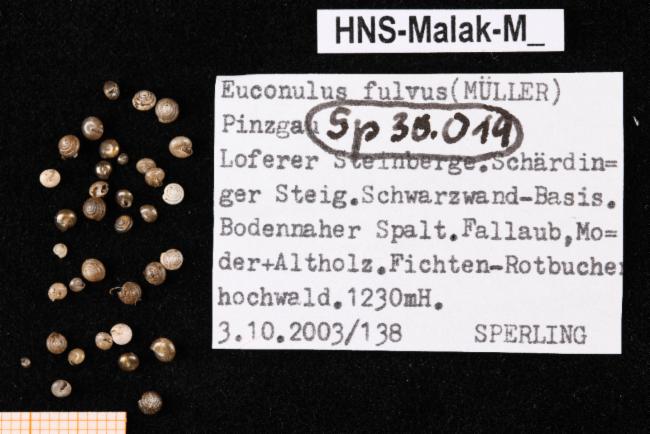 HNS-Malak-M_
Euconulus fulvus(MÜLLER)
Pinzgau Sp 38.019
Loferer Steinberge.Schärdin=
ger Steig.Schwarzwand-Basis.
Bodennaher Spalt.Fallaub,Mo=
der+Altholz.Fichten-Rotbuchen
hochwald.1230mH.
3.10.2003/138 SPERLING